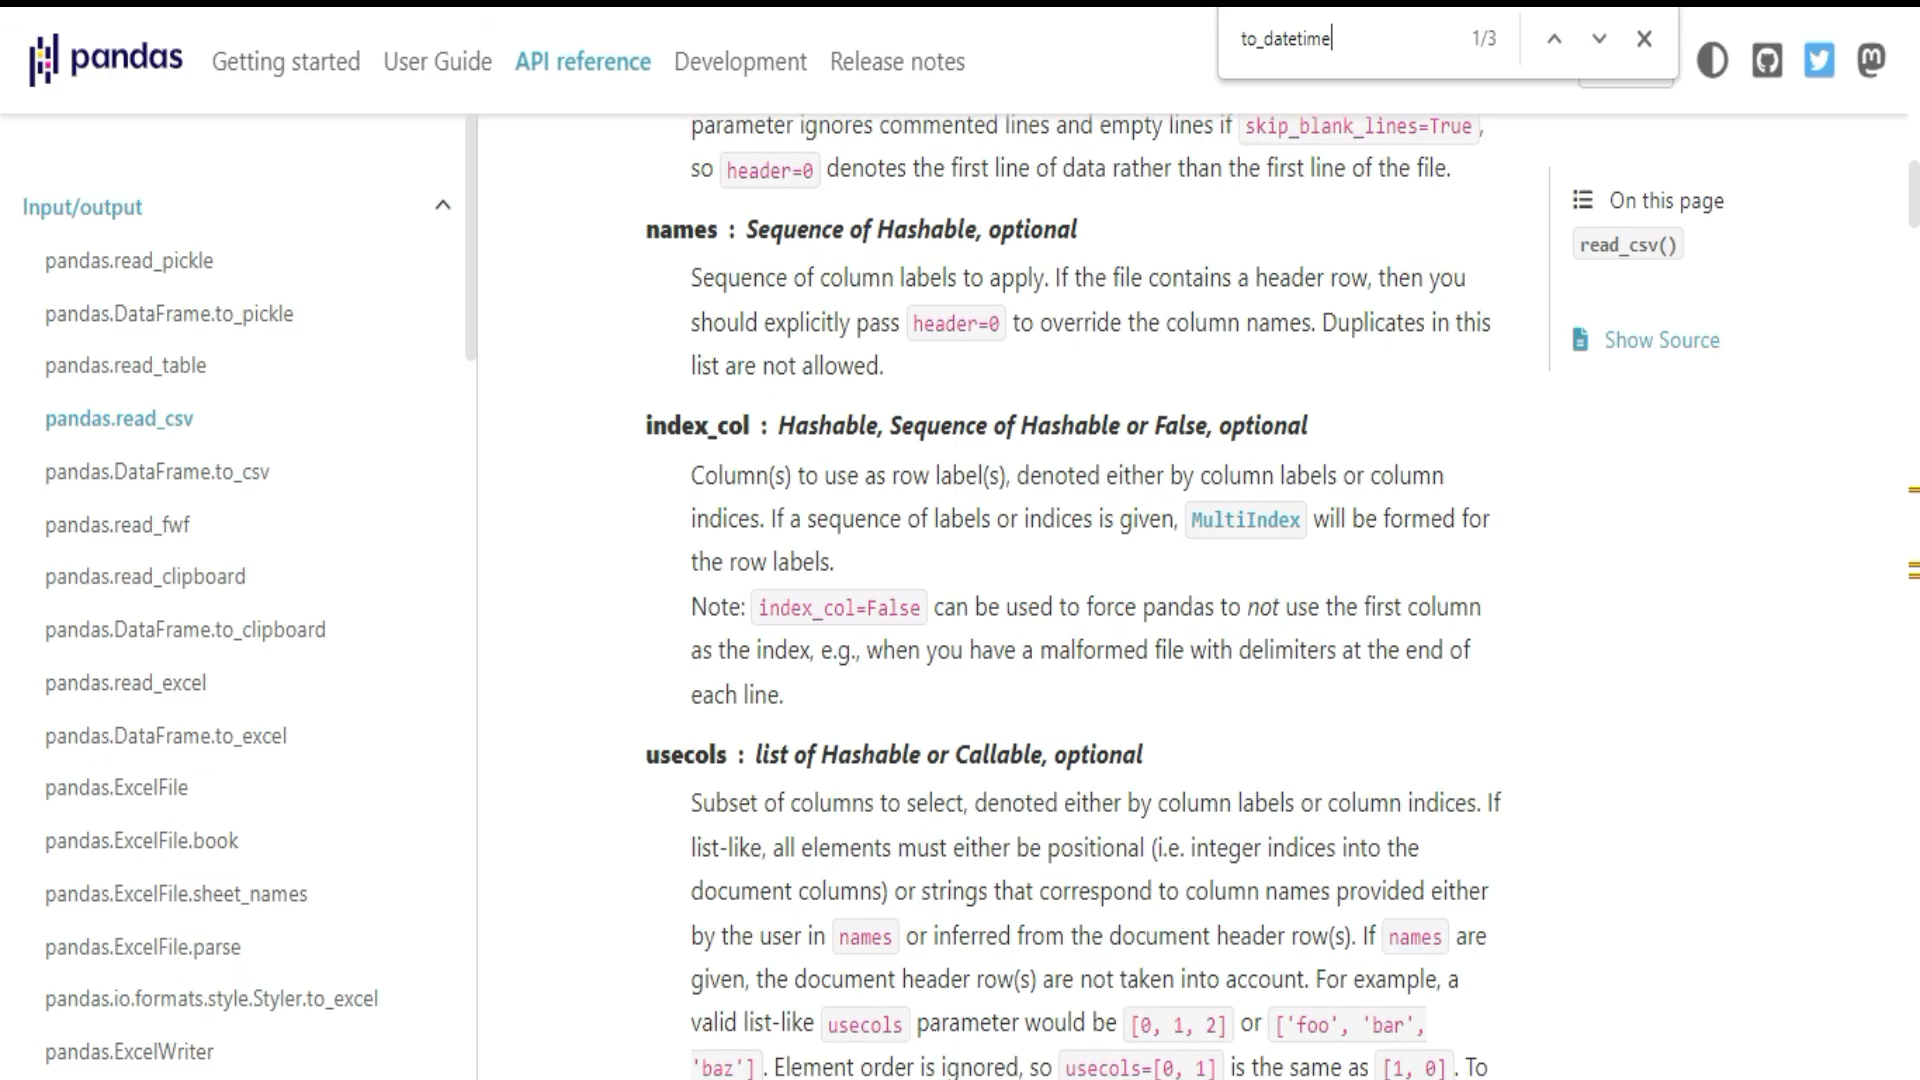 pandas
Getting started
User Guide
API reference
Development
Release notes
to_datetime
1/3
Input/output
pandas.read_pickle
pandas.DataFrame.to_pickle
pandas.read_table
pandas.read_csv
pandas.DataFrame.to_csv
pandas.read_fwf
pandas.read_clipboard
pandas.DataFrame.to_clipboard
pandas.read_excel
pandas.DataFrame.to_excel
pandas.ExcelFile
pandas.ExcelFile.book
pandas.ExcelFile.sheet_names
pandas.ExcelFile.parse
pandas.io.formats.style.Styler.to_excel
pandas.ExcelWriter
parameter ignores commented lines and empty lines if skip_blank_lines=True,
so header=0 denotes the first line of data rather than the first line of the file.
names : Sequence of Hashable, optional
Sequence of column labels to apply. If the file contains a header row, then you
should explicitly pass header=0 to override the column names. Duplicates in this
list are not allowed.
index_col : Hashable, Sequence of Hashable or False, optional
Column(s) to use as row label(s), denoted either by column labels or column
indices. If a sequence of labels or indices is given, MultiIndex will be formed for
the row labels.
Note: index_col=False can be used to force pandas to not use the first column
as the index, e.g., when you have a malformed file with delimiters at the end of
each line.
usecols : list of Hashable or Callable, optional
Subset of columns to select, denoted either by column labels or column indices. If
list-like, all elements must either be positional (i.e. integer indices into the
document columns) or strings that correspond to column names provided either
by the user in names or inferred from the document header row(s). If names are
given, the document header row(s) are not taken into account. For example, a
valid list-like usecols parameter would be [0, 1, 2] or ['foo', 'bar',
'baz']. Element order is ignored, so usecols=[0, 1] is the same as [1, 0]. To
On this page
read_csv()
Show Source